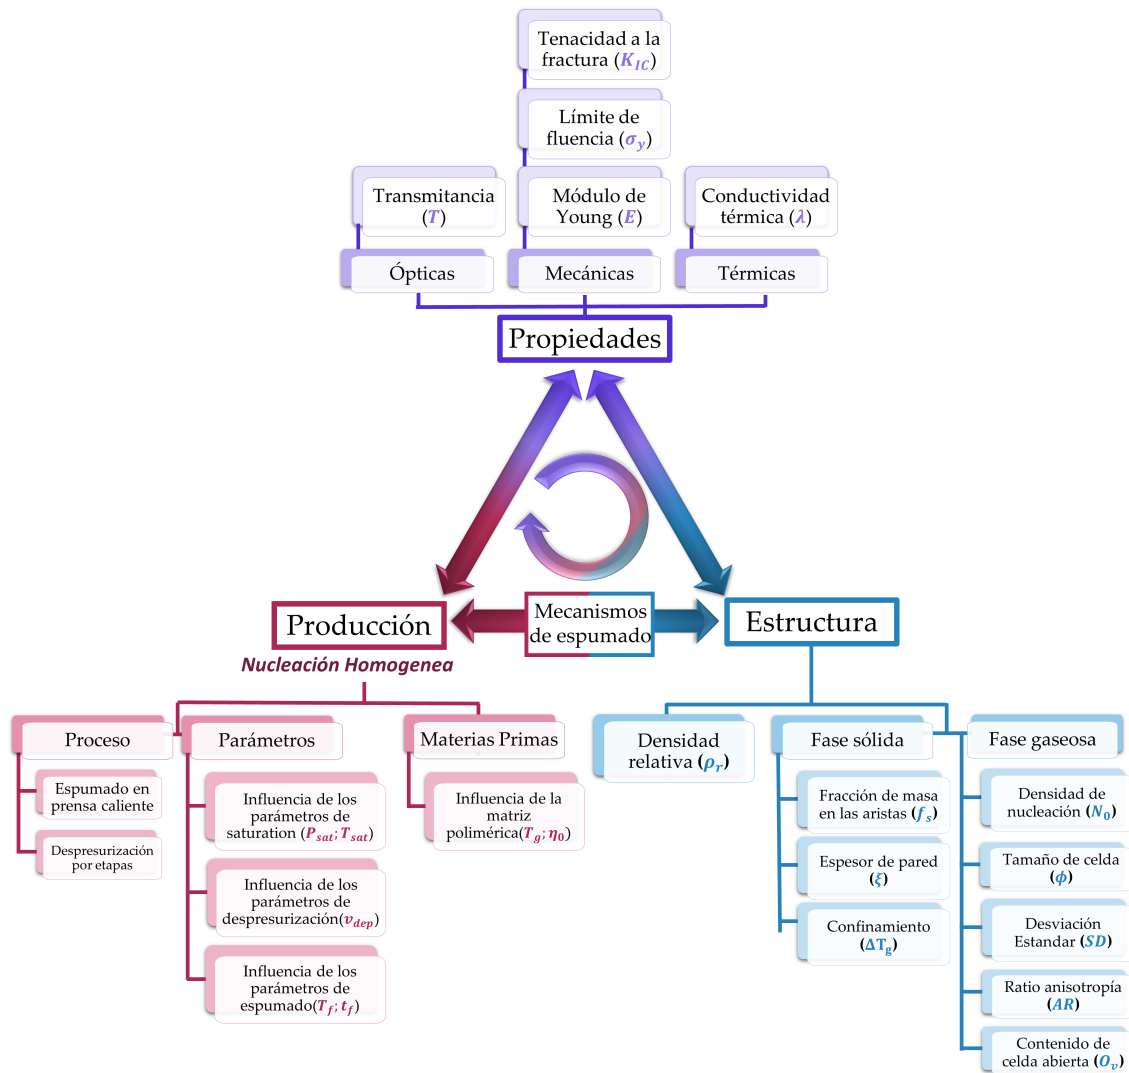 Tenacidad a la
fractura (K_IC)
Límite de
fluencia (σ_y)
Transmitancia
(T)
Módulo de
Young (E)
Conductividad
térmica (λ)
Ópticas
Mecánicas
Térmicas
Propiedades
Mecanismos
de espumado
Producción
Nucleación Homogenea
Estructura
Proceso
Espumado en
prensa caliente
Despresurización
por etapas
Parámetros
Influencia de los
parámetros de
saturation (P_sat; T_sat)
Influencia de los
parámetros de
despresurización(v_dep)
Influencia de los
parámetros de
espumado(T_f; t_f)
Materias Primas
Influencia de la
matriz
polimérica(T_g; η_0)
Densidad
relativa (ρ_r)
Fase sólida
Fracción de masa
en las aristas (f_s)
Espesor de pared
(ξ)
Confinamiento
(ΔT_g)
Fase gaseosa
Densidad de
nucleación (N_0)
Tamaño de celda
(ϕ)
Desviación
Estandar (SD)
Ratio anisotropía
(AR)
Contenido de
celda abierta (O_v)